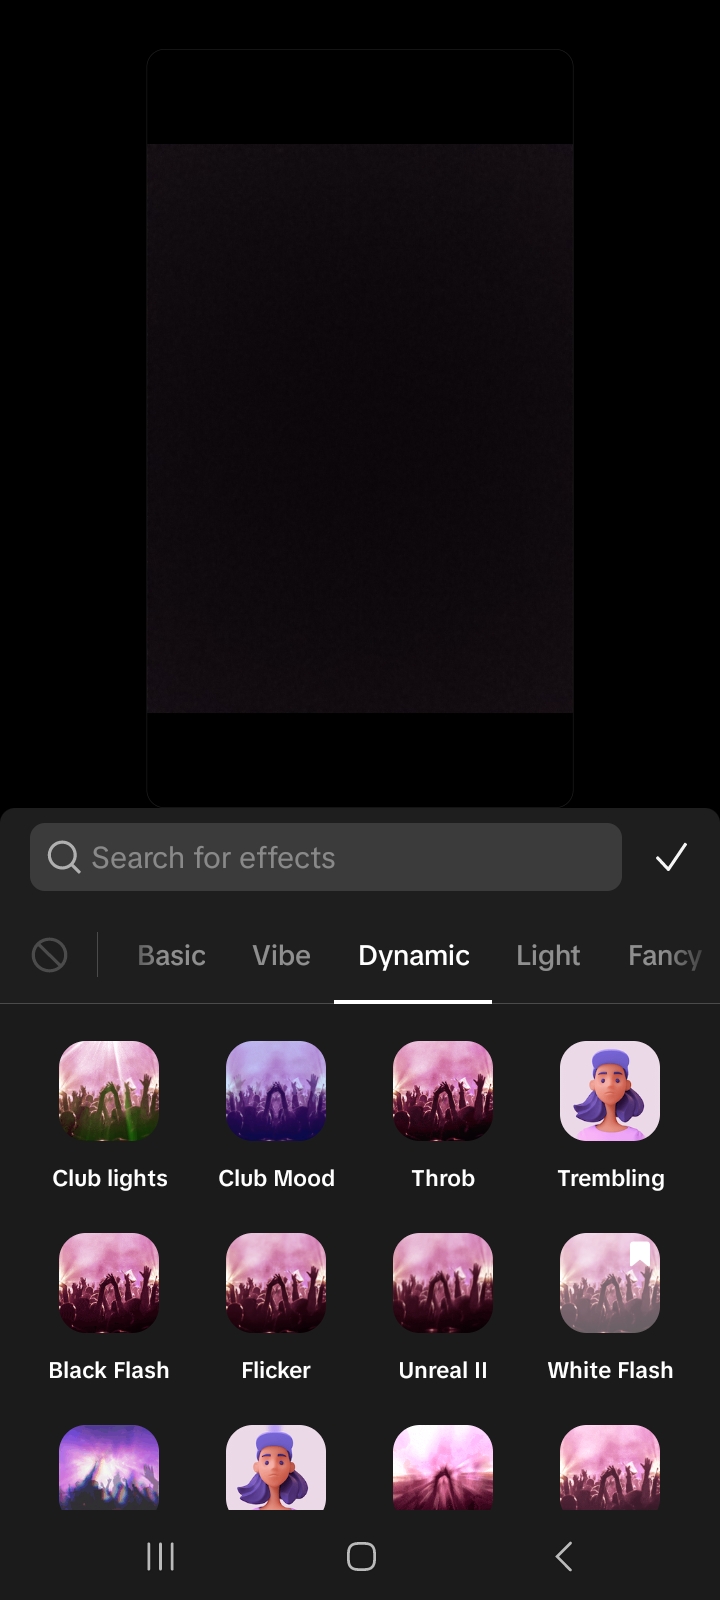 Search for effects
Basic Vibe Dynamic Light Fancy
Club lights Club Mood Throb Trembling
Black Flash Flicker Unreal II White Flash